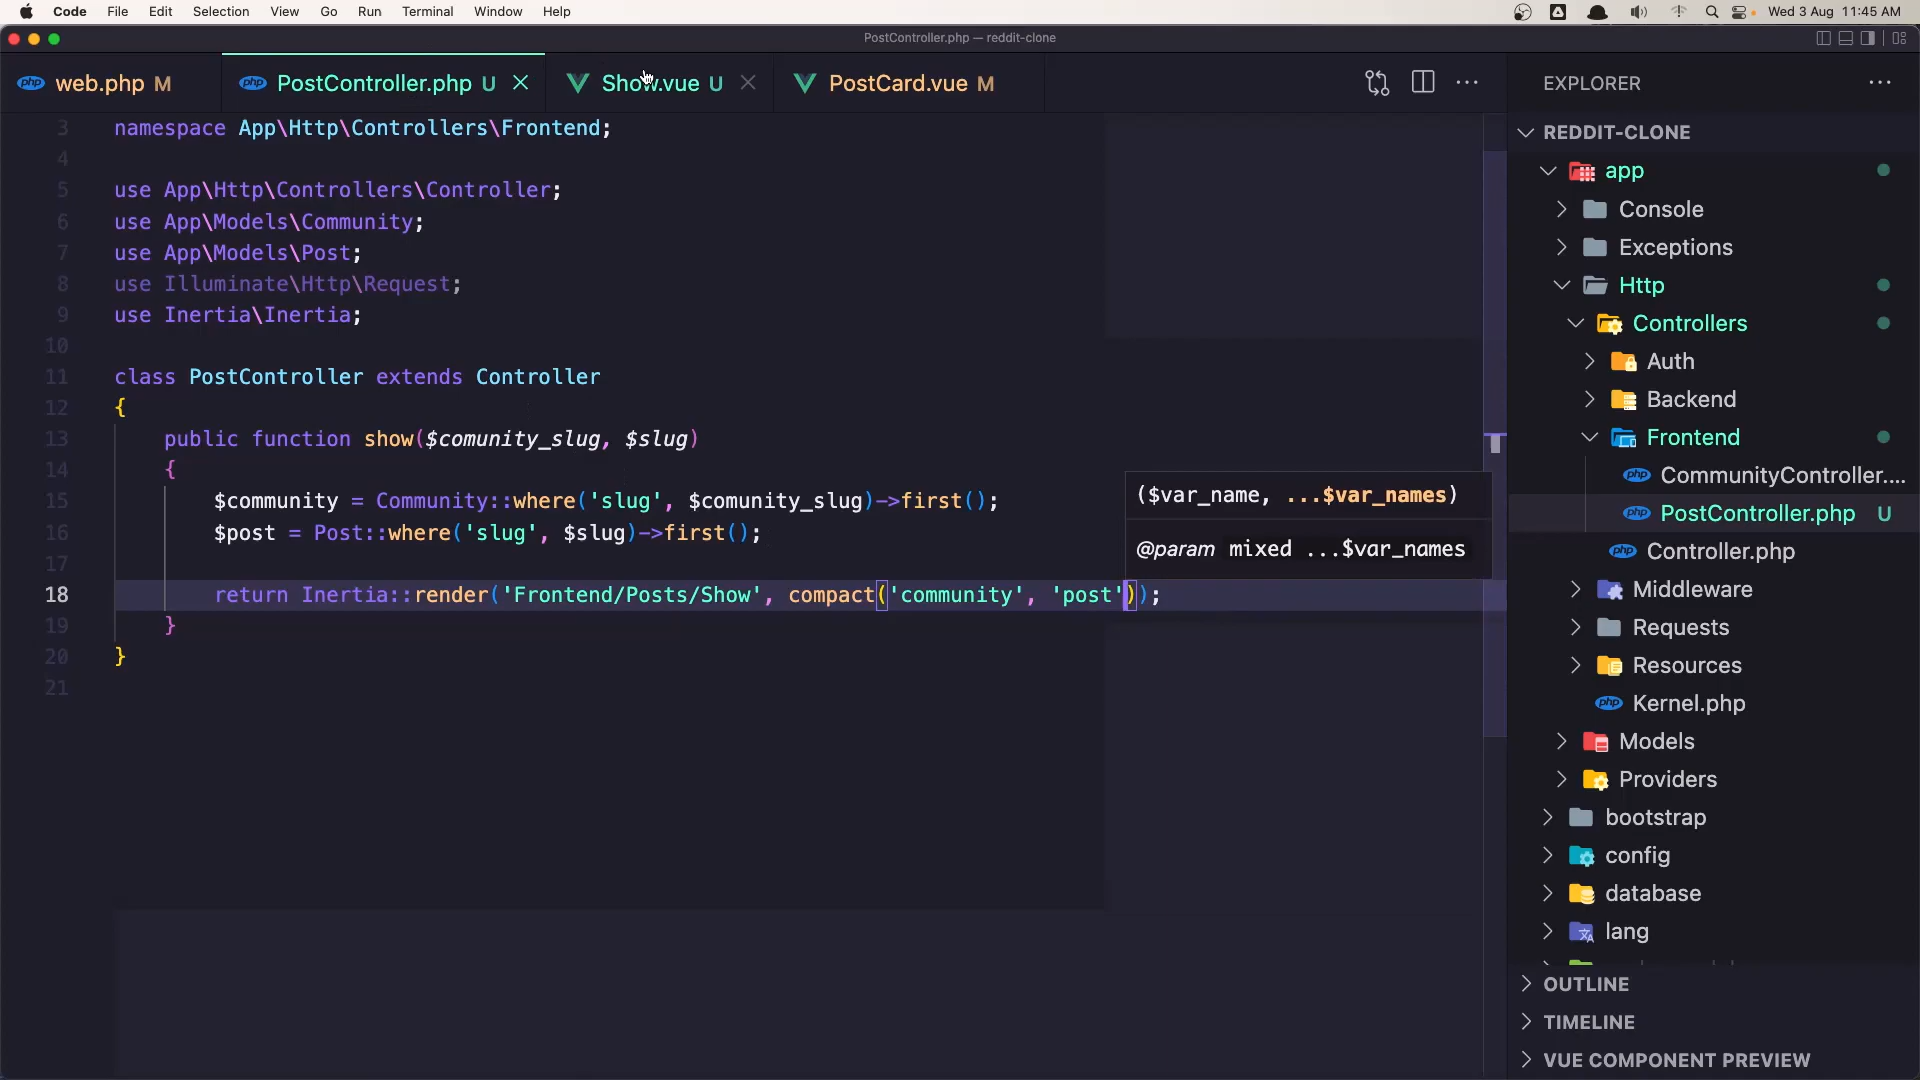 Code File Edit Selection View Go Run Terminal Window Help Wed 3 Aug 11:45 AM
PostController.php — reddit-clone
web.php M PostController.php U Show.vue U PostCard.vue M
3 namespace App\Http\Controllers\Frontend;
4
5 use App\Http\Controllers\Controller;
6 use App\Models\Community;
7 use App\Models\Post;
8 use Illuminate\Http\Request;
9 use Inertia\Inertia;
10
11 class PostController extends Controller
12 {
13 public function show($comunity_slug, $slug)
14 {
15 $community = Community::where('slug', $comunity_slug)->first();
16 $post = Post::where('slug', $slug)->first();
17
18 return Inertia::render('Frontend/Posts/Show', compact('community', 'post'));
19 }
20 }
21
($var_name, ...$var_names)
@param mixed ...$var_names
EXPLORER
REDDIT-CLONE
app
Console
Exceptions
Http
Controllers
Auth
Backend
Frontend
php CommunityController....
php PostController.php U
php Controller.php
Middleware
Requests
Resources
php Kernel.php
Models
Providers
bootstrap
config
database
lang
OUTLINE
TIMELINE
VUE COMPONENT PREVIEW